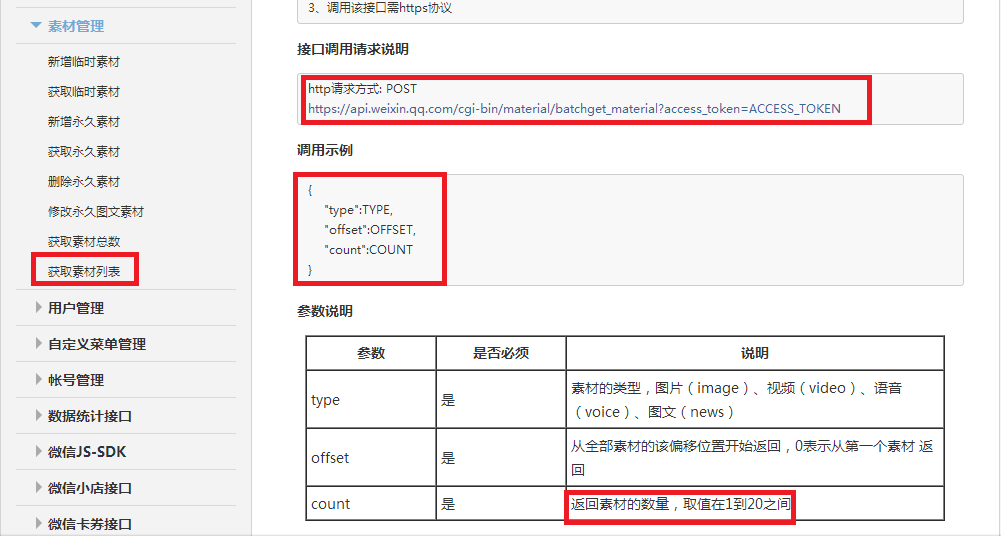 素材管理
新增临时素材
获取临时素材
新增永久素材
获取永久素材
删除永久素材
修改永久图文素材
获取素材总数
获取素材列表
用户管理
自定义菜单管理
帐号管理
数据统计接口
微信JS-SDK
微信小店接口
微信卡券接口
3、调用该接口需https协议
接口调用请求说明
http请求方式: POST
https://api.weixin.qq.com/cgi-bin/material/batchget_material?access_token=ACCESS_TOKEN
调用示例
{
"type":TYPE,
"offset":OFFSET,
"count":COUNT
}
参数说明
参数 是否必须 说明
type 是 素材的类型，图片（image）、视频（video）、语音
（voice）、图文（news）
offset 是 从全部素材的该偏移位置开始返回，0表示从第一个素材 返
回
count 是 返回素材的数量，取值在1到20之间